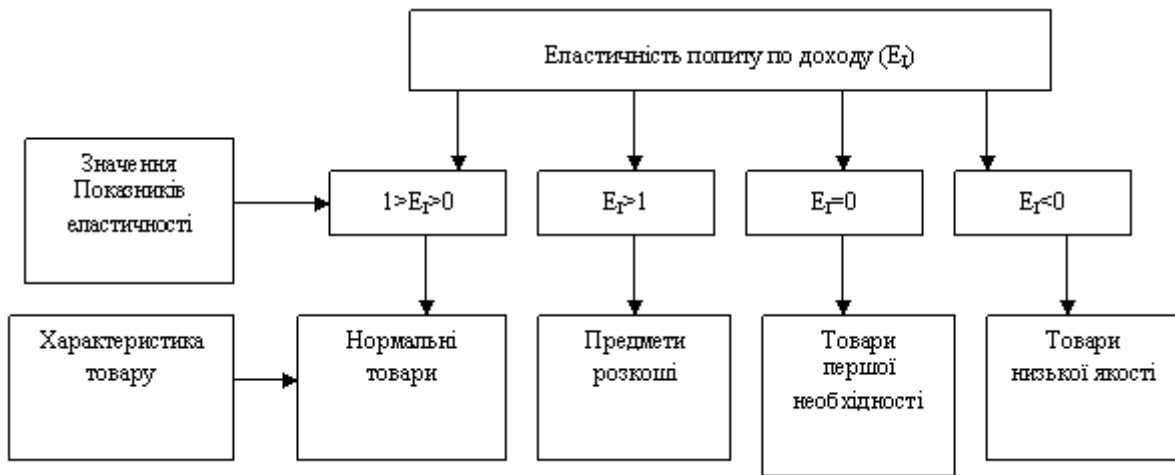 Еластичність попиту по доходу (EI)
Значення
Показників
еластичності
1>EI>0
EI>1
EI=0
EI<0
Характеристика
товару
Нормальні
товари
Предмети
розкоші
Товари
першої
необхідності
Товари
низької якості